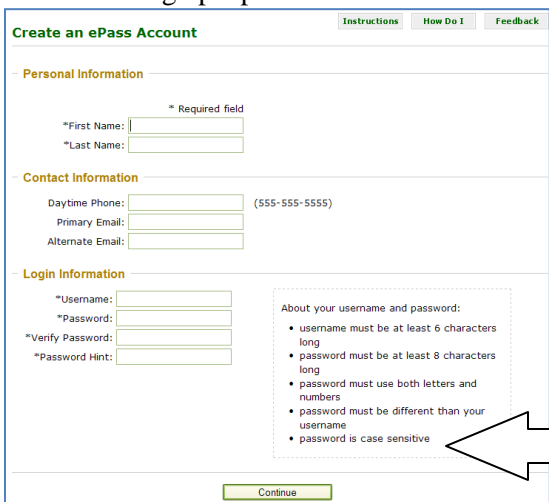 Instructions How Do I Feedback
Create an ePass Account
Personal Information
* Required field
*First Name:
*Last Name:
Contact Information
Daytime Phone: (555-555-5555)
Primary Email:
Alternate Email:
Login Information
*Username:
*Password:
*Verify Password:
*Password Hint:
About your username and password:
• username must be at least 6 characters
long
• password must be at least 8 characters
long
• password must use both letters and
numbers
• password must be different than your
username
• password is case sensitive
Continue